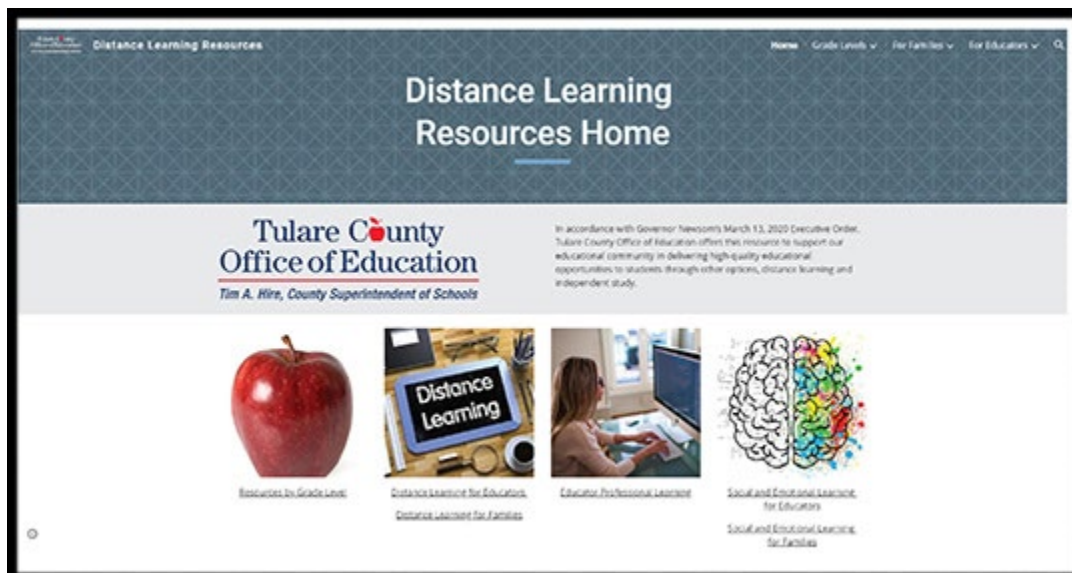 Distance Learning Resources
Home
Grade Levels
For Families
For Educators
Distance Learning
Resources Home
Tulare County
Office of Education
Tim A. Hire, County Superintendent of Schools
In accordance with Governor Newsom's March 13, 2020 Executive Order,
Tulare County Office of Education offers this resource to support our
educational community in delivering high-quality educational
opportunities to students through other options, distance learning and
independent study.
Distance
Learning
Resources by Grade Level
Distance Learning for Educators
Distance Learning for Families
Educator Professional Learning
Social and Emotional Learning
for Educators
Social and Emotional Learning
for Families